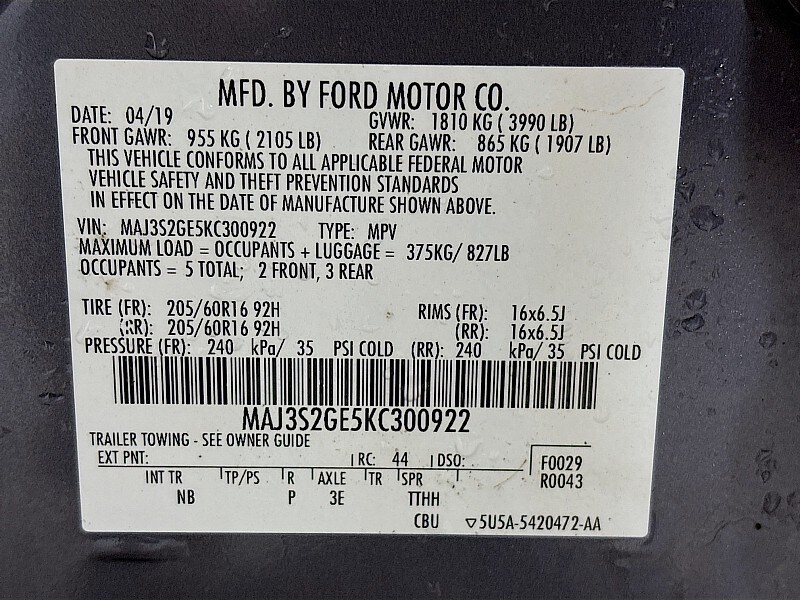 MFD. BY FORD MOTOR CO.
DATE: 04/19 GVWR: 1810 KG ( 3990 LB)
FRONT GAWR: 955 KG ( 2105 LB) REAR GAWR: 865 KG ( 1907 LB)
THIS VEHICLE CONFORMS TO ALL APPLICABLE FEDERAL MOTOR
VEHICLE SAFETY AND THEFT PREVENTION STANDARDS
IN EFFECT ON THE DATE OF MANUFACTURE SHOWN ABOVE.
VIN: MAJ3S2GE5KC300922 TYPE: MPV
MAXIMUM LOAD = OCCUPANTS + LUGGAGE = 375KG/ 827LB
OCCUPANTS = 5 TOTAL; 2 FRONT, 3 REAR
TIRE (FR): 205/60R16 92H RIMS (FR): 16x6.5J
(RR): 205/60R16 92H (RR): 16x6.5J
PRESSURE (FR): 240 kPa/ 35 PSI COLD (RR): 240 kPa/ 35 PSI COLD
MAJ3S2GE5KC300922
TRAILER TOWING - SEE OWNER GUIDE
EXT PNT: RC: 44 DSO: F0029
R0043
INT TR TP/PS R AXLE TR SPR
NB P 3E TTHH
CBU ▽5U5A-5420472-AA